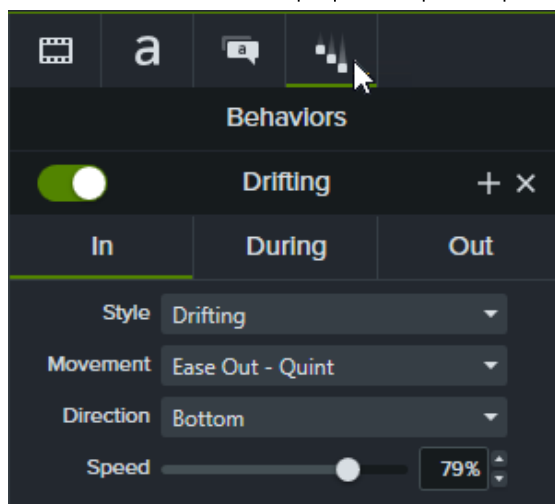 a
a
Behaviors
Drifting
In During Out
Style Drifting
Movement Ease Out - Quint
Direction Bottom
Speed 79%